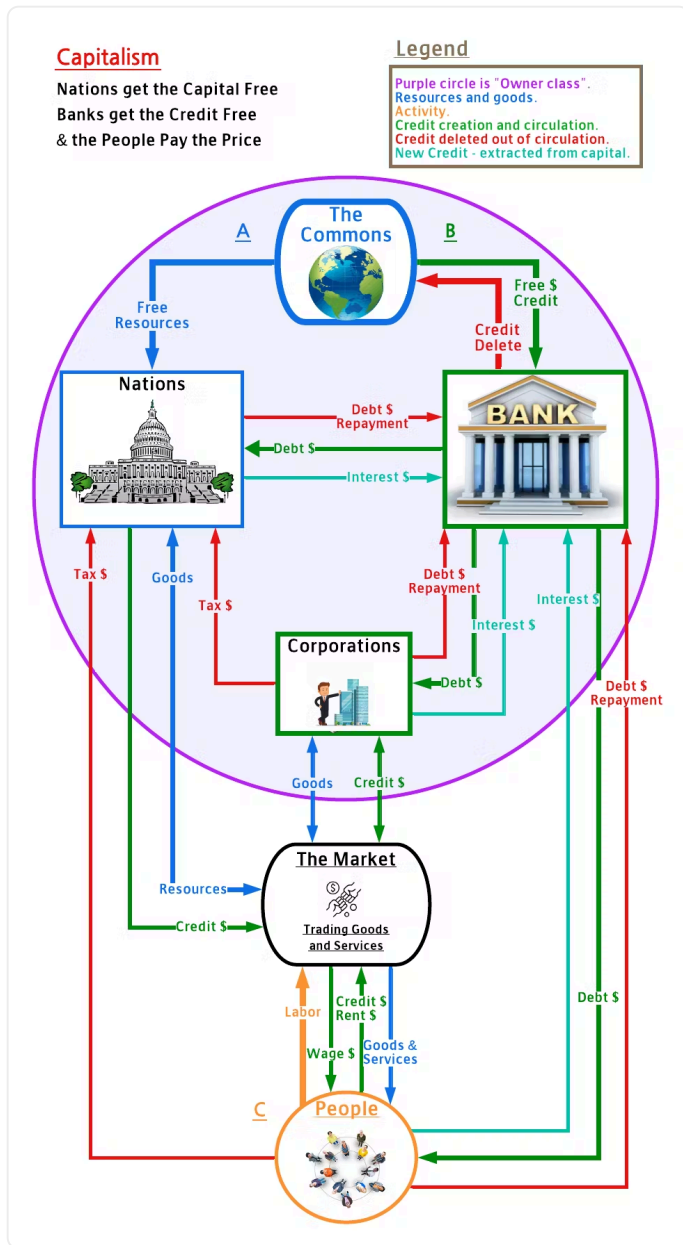 Capitalism
Nations get the Capital Free
Banks get the Credit Free
& the People Pay the Price
Legend
Purple circle is "Owner class".
Resources and goods.
Activity.
Credit creation and circulation.
Credit deleted out of circulation.
New Credit - extracted from capital.
A
The
Commons
B
Free
Resources
Free $
Credit
Credit
Delete
Nations
BANK
Debt $
Repayment
Debt $
Interest $
Tax $
Goods
Tax $
Debt $
Repayment
Interest $
Interest $
Corporations
Debt $
Debt $
Repayment
Goods
Credit $
The Market
Trading Goods
and Services
Resources
Credit $
Labor
Wage $
Credit $
Rent $
Goods &
Services
Debt $
C
People